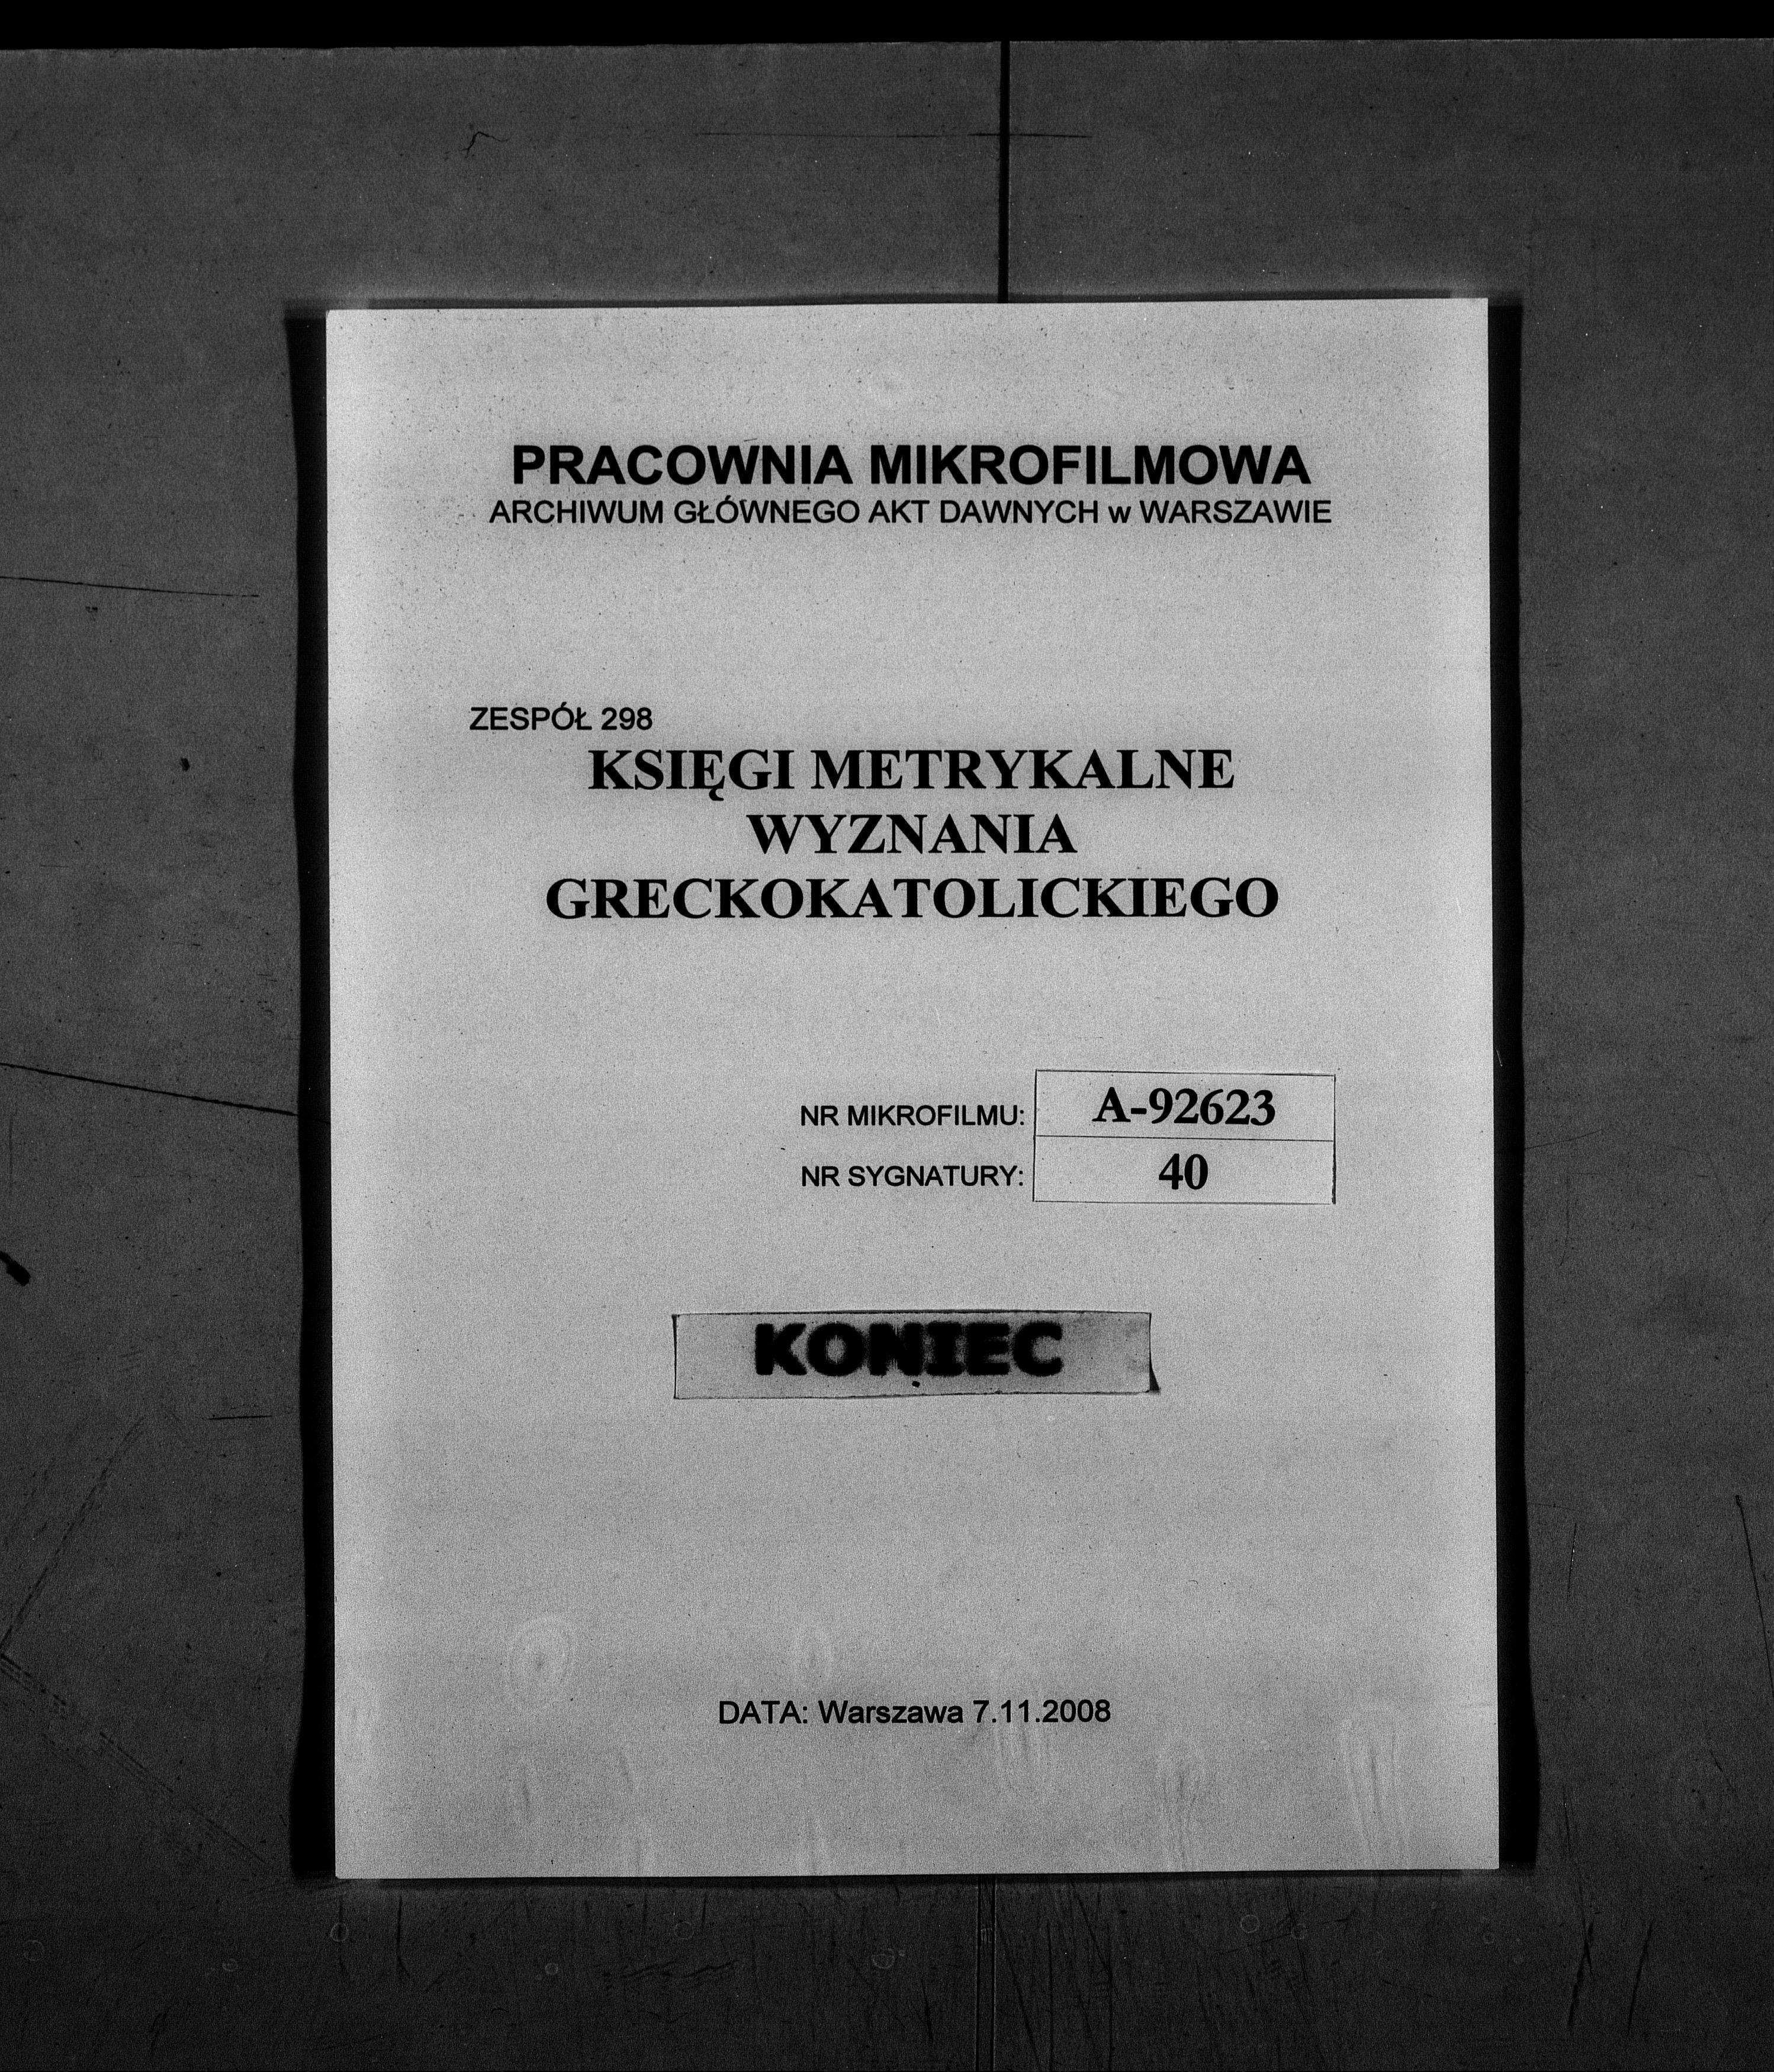 PRACOWNIA MIKROFILMOWA
ARCHIWUM GŁÓWNEGO AKT DAWNYCH w WARSZAWIE
ZESPÓŁ 298
KSIĘGI METRYKALNE
WYZNANIA
GRECKOKATOLICKIEGO
NR MIKROFILMU: A-92623
NR SYGNATURY: 40
KONIEC
DATA: Warszawa 7.11.2008